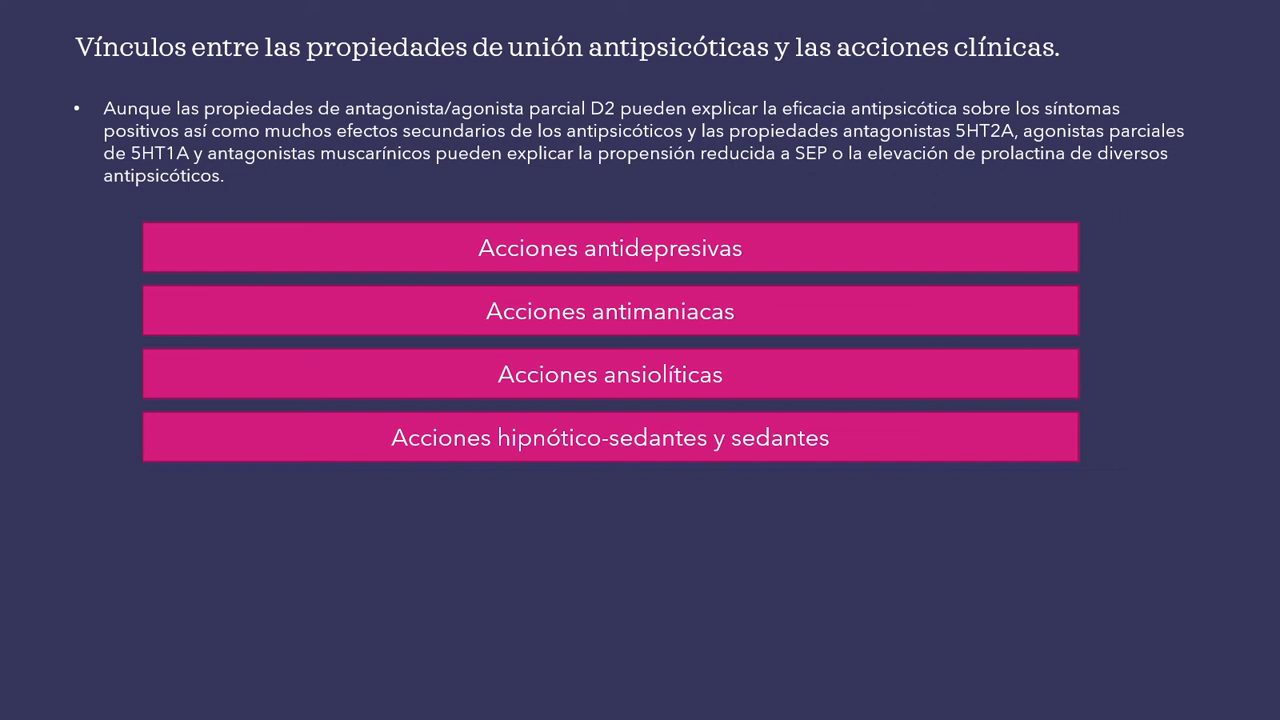 Vínculos entre las propiedades de unión antipsicóticas y las acciones clínicas.
• Aunque las propiedades de antagonista/agonista parcial D2 pueden explicar la eficacia antipsicótica sobre los síntomas
positivos así como muchos efectos secundarios de los antipsicóticos y las propiedades antagonistas 5HT2A, agonistas parciales
de 5HT1A y antagonistas muscarínicos pueden explicar la propensión reducida a SEP o la elevación de prolactina de diversos
antipsicóticos.
Acciones antidepresivas
Acciones antimaniacas
Acciones ansiolíticas
Acciones hipnótico-sedantes y sedantes